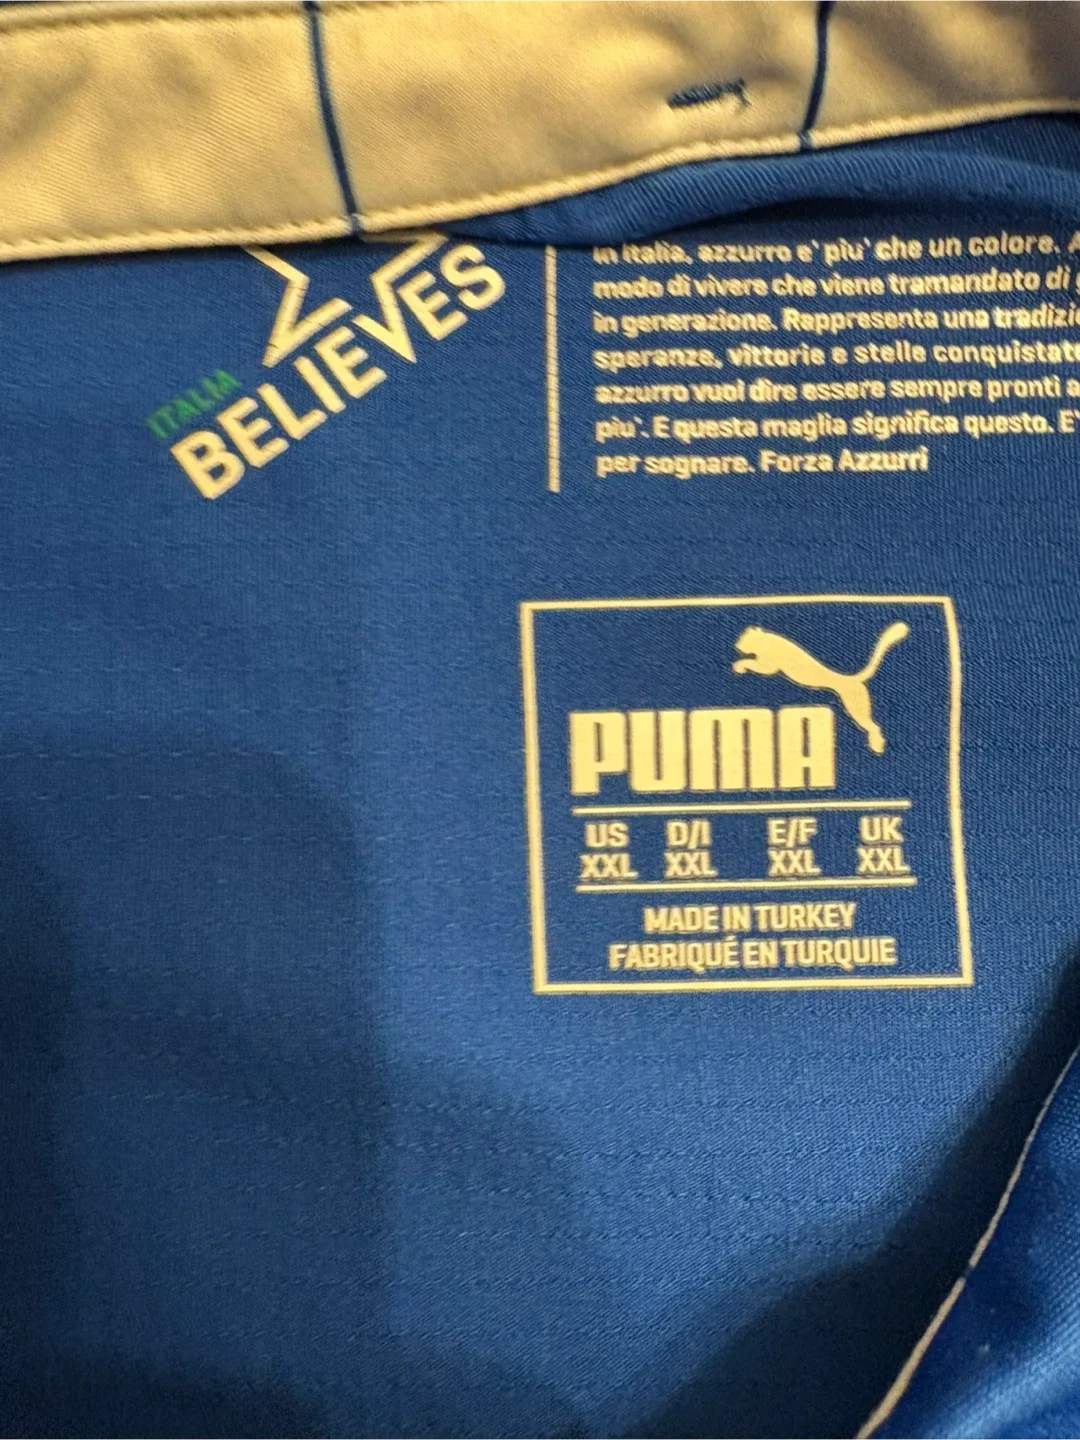 ITALIA
BELIEVES
In Italia, azzurro e` piu` che un colore.
modo di vivere che viene tramandato di
in generazione. Rappresenta una
speranze, vittorie e stelle
azzurro vuol dire essere sempre pronti a
piu`. E questa maglia significa questo. E`
per sognare. Forza Azzurri
PUMA
US D/I E/F UK
XXL XXL XXL XXL
MADE IN TURKEY
FABRIQUÉ EN TURQUIE